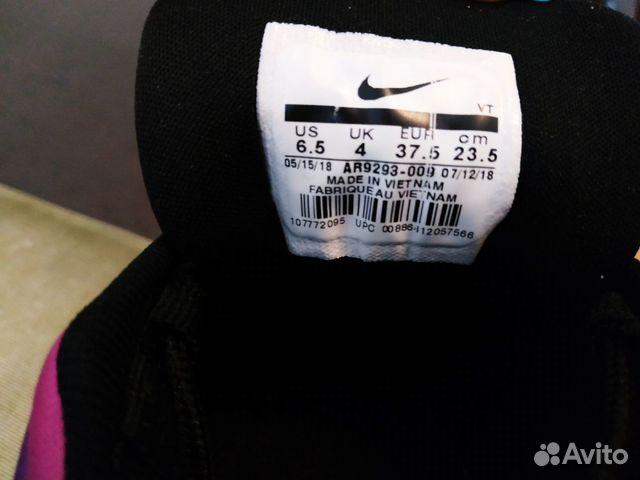 VT
US UK EUR cm
6.5 4 37.5 23.5
05/15/18 AR9293-009 07/12/18
MADE IN VIETNAM
FABRIQUE AU VIETNAM
107772095 UPC 00886412057566
Avito